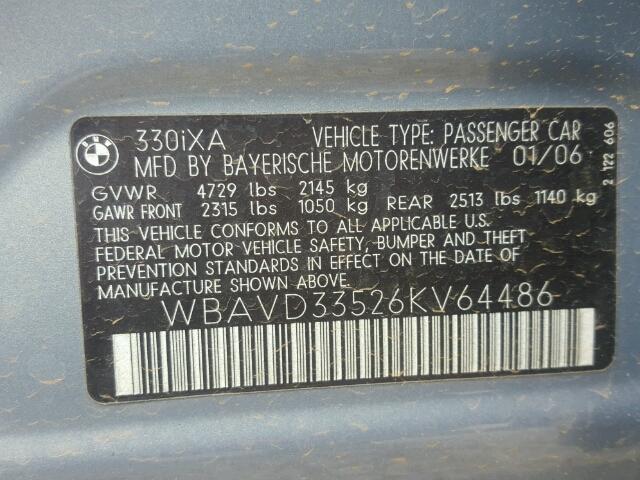 BMW
330iXA VEHICLE TYPE: PASSENGER CAR
MFD BY BAYERISCHE MOTORENWERKE 01/06
GVWR 4729 lbs 2145 kg
GAWR FRONT 2315 lbs 1050 kg REAR 2513 lbs 1140 kg
THIS VEHICLE CONFORMS TO ALL APPLICABLE U.S.
FEDERAL MOTOR VEHICLE SAFETY, BUMPER AND THEFT
PREVENTION STANDARDS IN EFFECT ON THE DATE OF
MANUFACTURE SHOWN ABOVE.
WBAVD33526KV64486
2 122 606